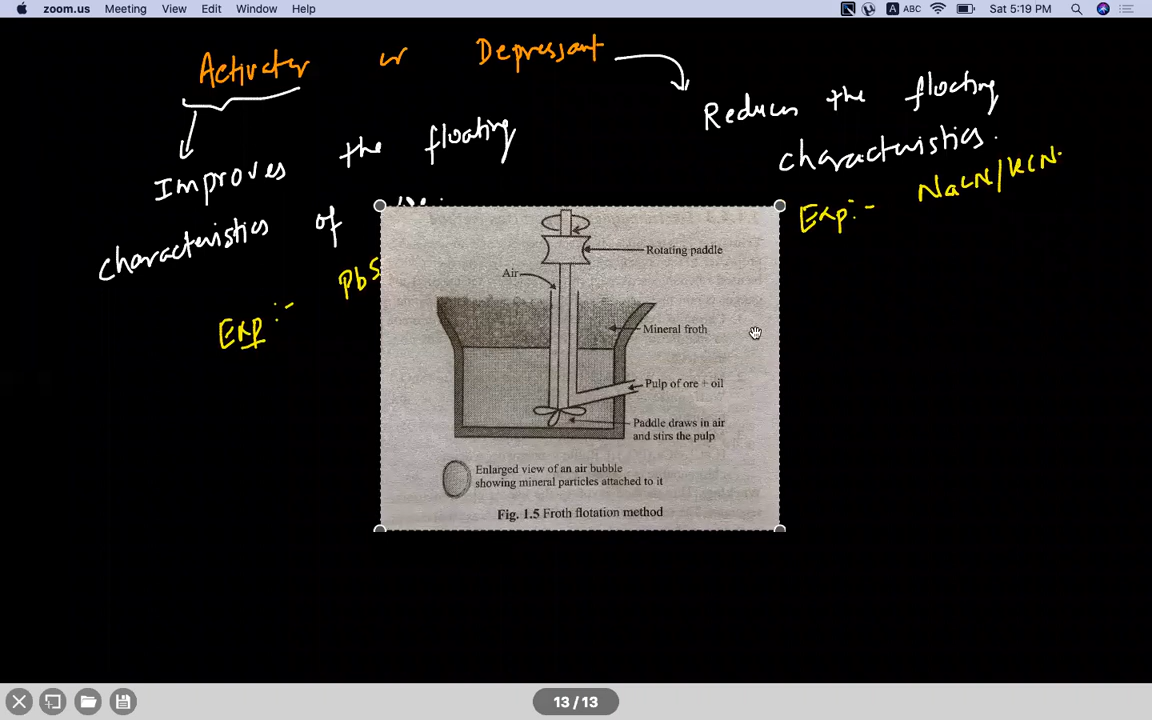 zoom.us Meeting View Edit Window Help ABC Sat 5:19 PM
Activater or Depressant
Improves the floating
characteristics of
Exp:- PbS
Reduces the floating
characteristics.
Exp:- NaCN/KCN.
Rotating paddle
Air
Mineral froth
Pulp of ore + oil
Paddle draws in air
and stirs the pulp
Enlarged view of an air bubble
showing mineral particles attached to it
Fig. 1.5 Froth flotation method
13 / 13